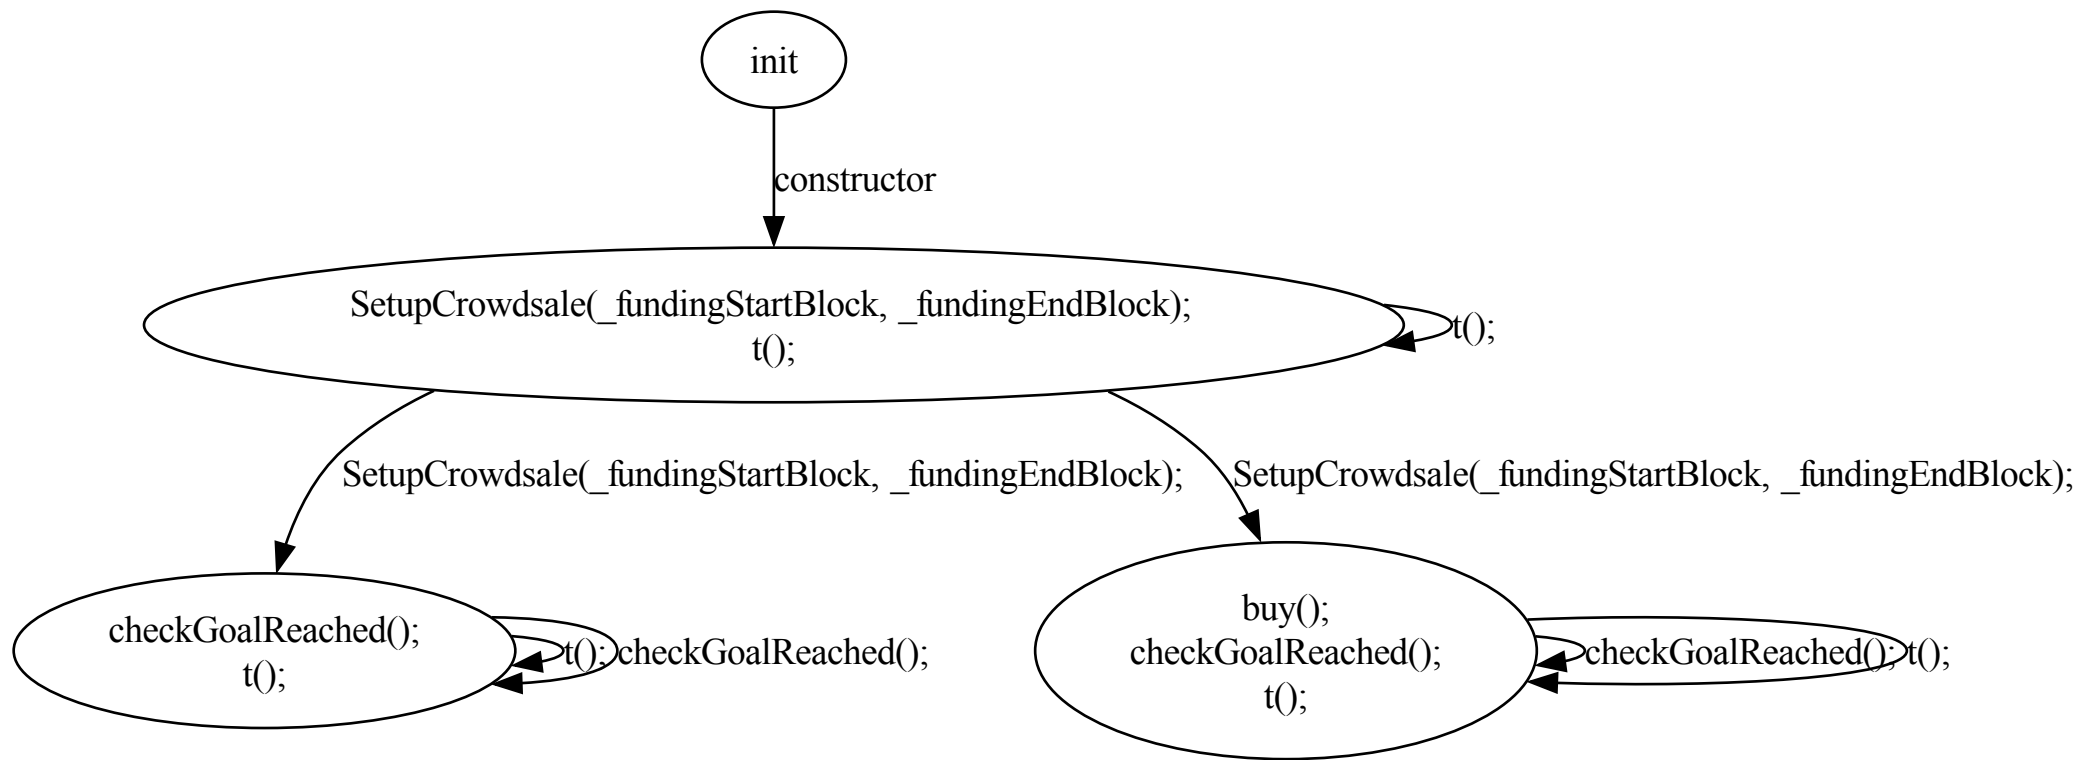 init
constructor
SetupCrowdsale(_fundingStartBlock, _fundingEndBlock);
t();
t();
SetupCrowdsale(_fundingStartBlock, _fundingEndBlock);
SetupCrowdsale(_fundingStartBlock, _fundingEndBlock);
checkGoalReached();
t();
t();
checkGoalReached();
buy();
checkGoalReached();
t();
checkGoalReached();
t();